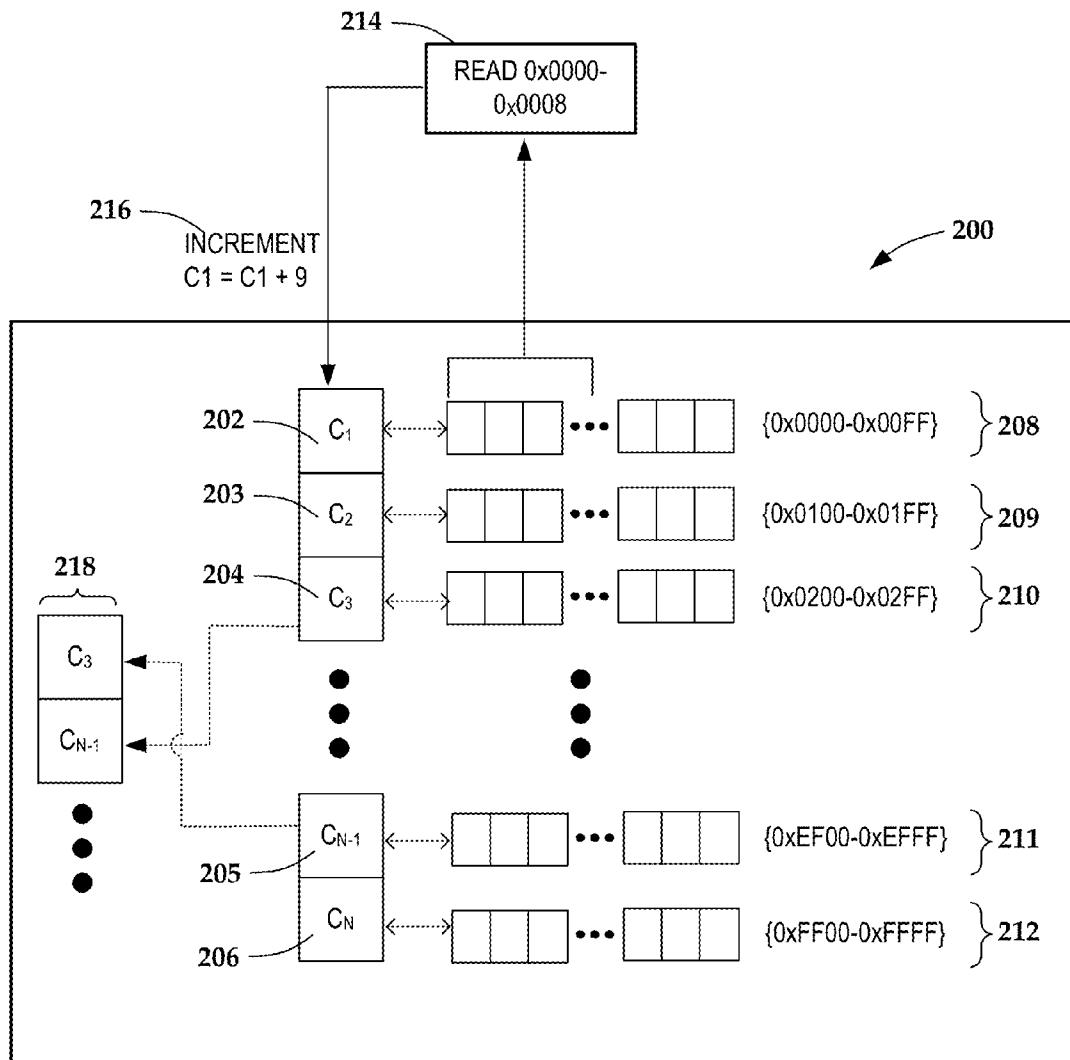 214
READ 0x0000-
0x0008
216
INCREMENT
C1 = C1 + 9
200
202
C1
{0x0000-0x00FF}
208
203
C2
{0x0100-0x01FF}
209
218
204
C3
{0x0200-0x02FF}
210
C3
CN-1
CN-1
{0xEF00-0xEFFF}
211
205
CN
{0xFF00-0xFFFF}
212
206